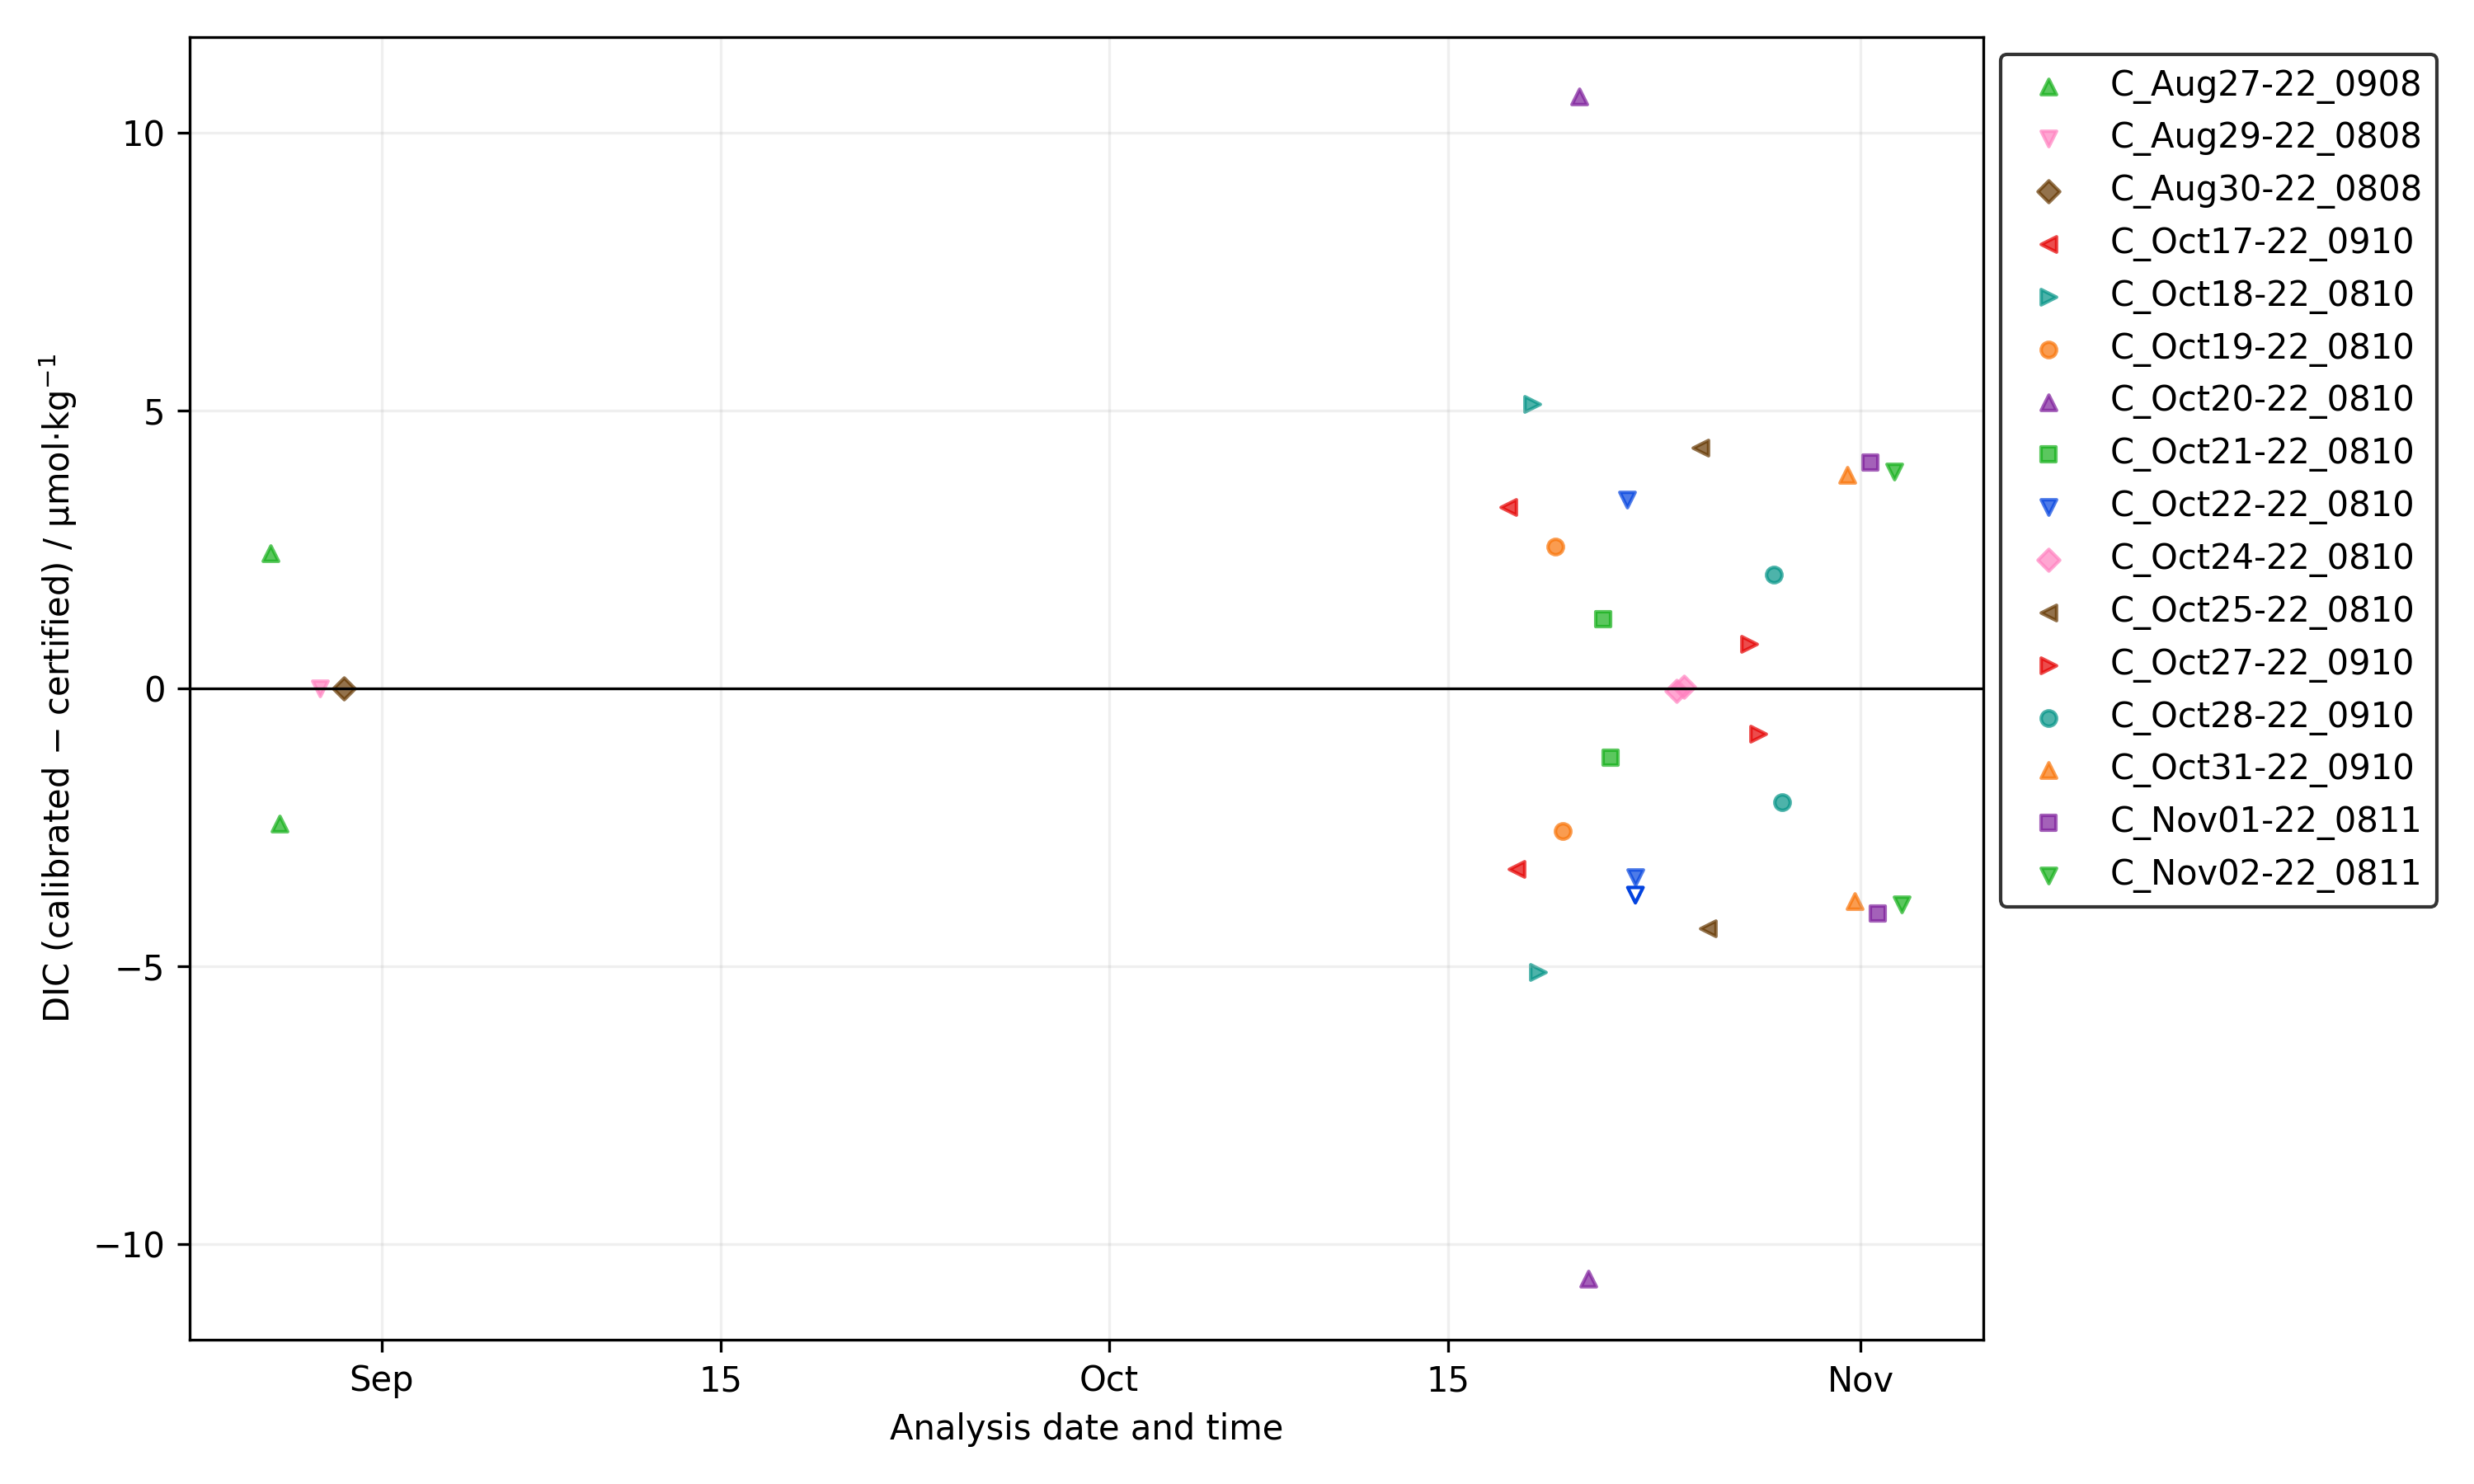 10
5
0
−5
−10
DIC (calibrated − certified) / μmol·kg⁻¹
Sep
15
Oct
15
Nov
Analysis date and time
C_Aug27-22_0908
C_Aug29-22_0808
C_Aug30-22_0808
C_Oct17-22_0910
C_Oct18-22_0810
C_Oct19-22_0810
C_Oct20-22_0810
C_Oct21-22_0810
C_Oct22-22_0810
C_Oct24-22_0810
C_Oct25-22_0810
C_Oct27-22_0910
C_Oct28-22_0910
C_Oct31-22_0910
C_Nov01-22_0811
C_Nov02-22_0811